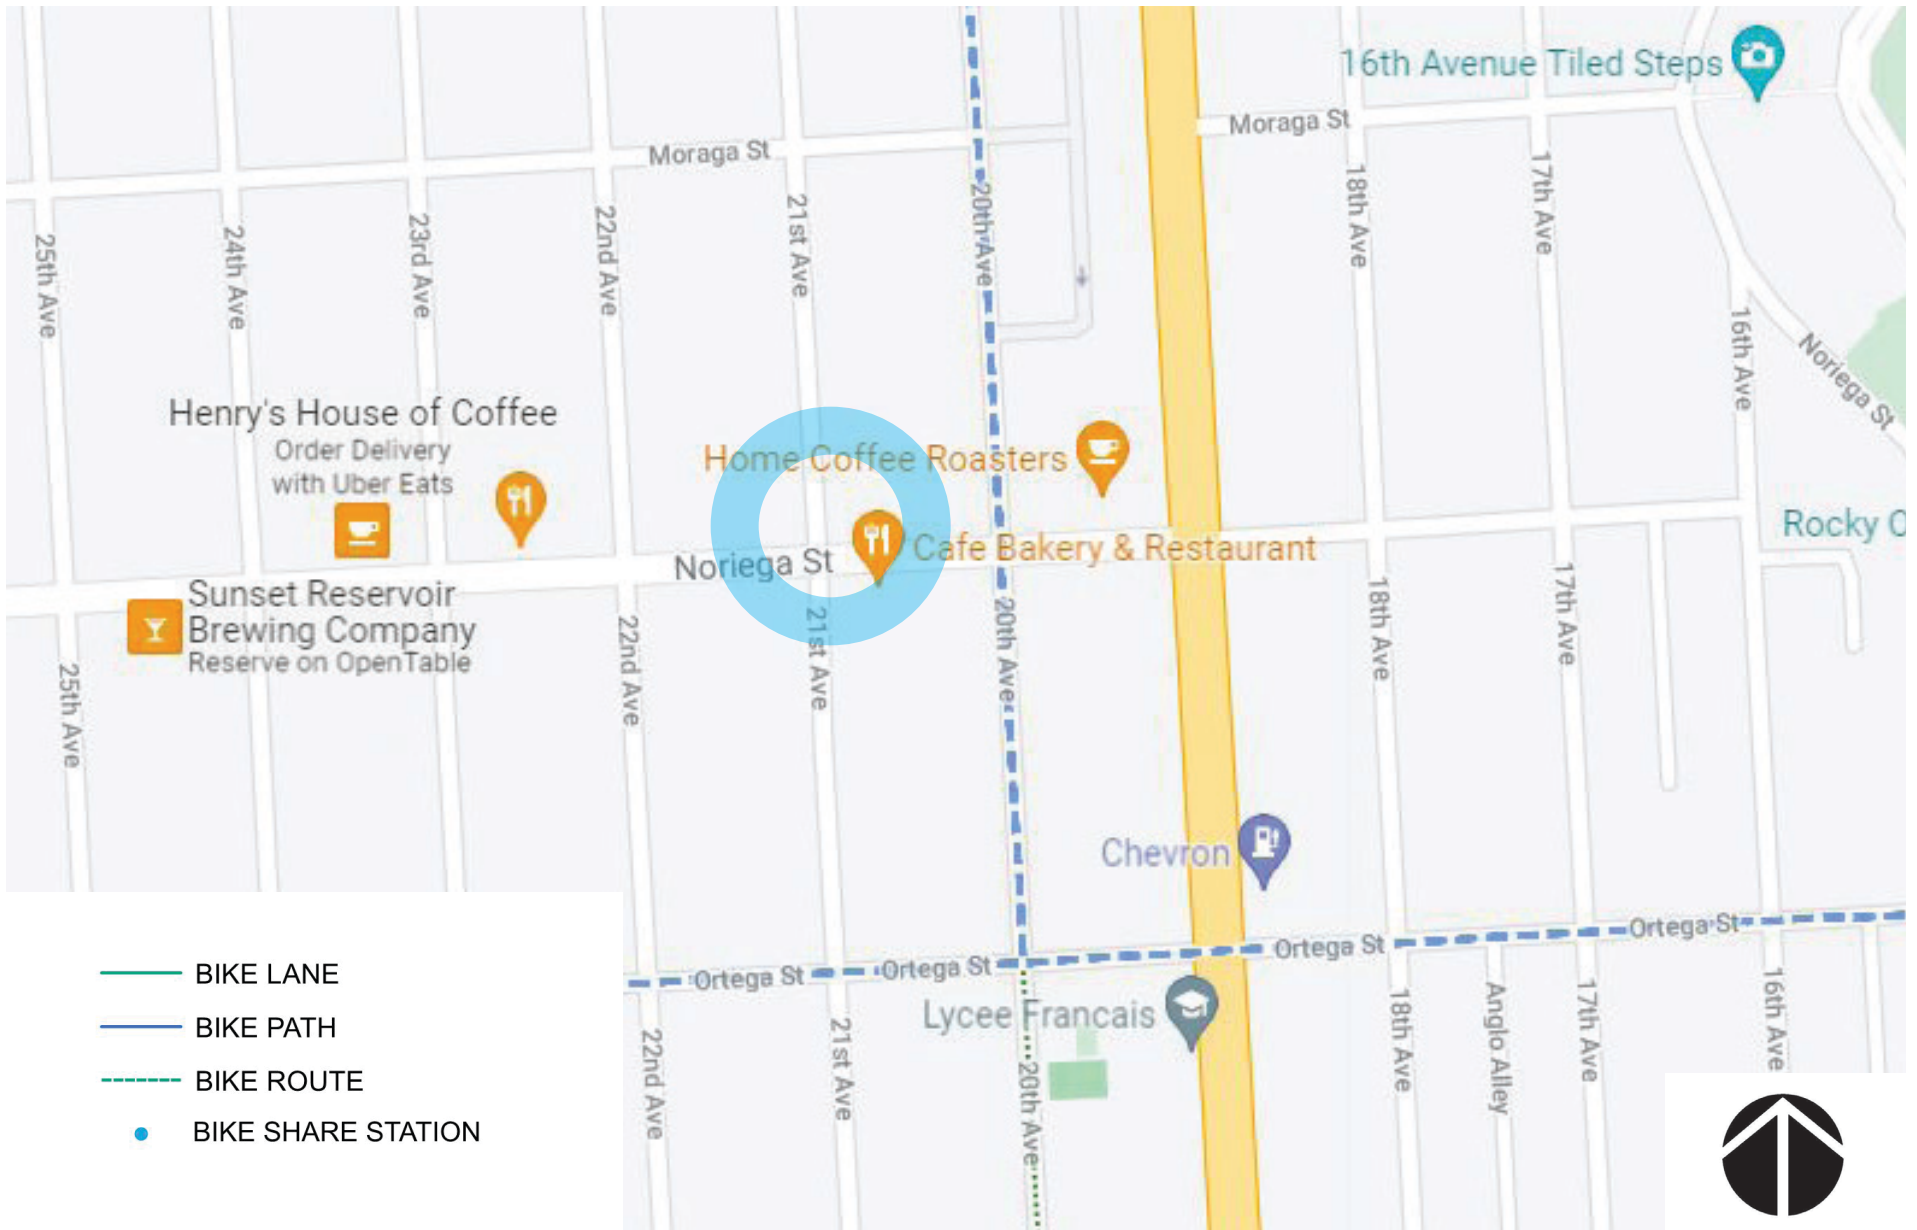 16th Avenue Tiled Steps
Moraga St
Moraga St
25th Ave
24th Ave
23rd Ave
22nd Ave
21st Ave
20th Ave
18th Ave
17th Ave
16th Ave
Noriega St
Henry's House of Coffee
Order Delivery
with Uber Eats
Home Coffee Roasters
Rocky
Cafe Bakery & Restaurant
Noriega St
Sunset Reservoir
Brewing Company
Reserve on OpenTable
25th Ave
22nd Ave
21st Ave
20th Ave
18th Ave
17th Ave
Chevron
Ortega St
Ortega St
Ortega St
Ortega St
Lycee Francais
22nd Ave
21st Ave
20th Ave
18th Ave
Anglo Alley
17th Ave
16th Ave
BIKE LANE
BIKE PATH
BIKE ROUTE
BIKE SHARE STATION